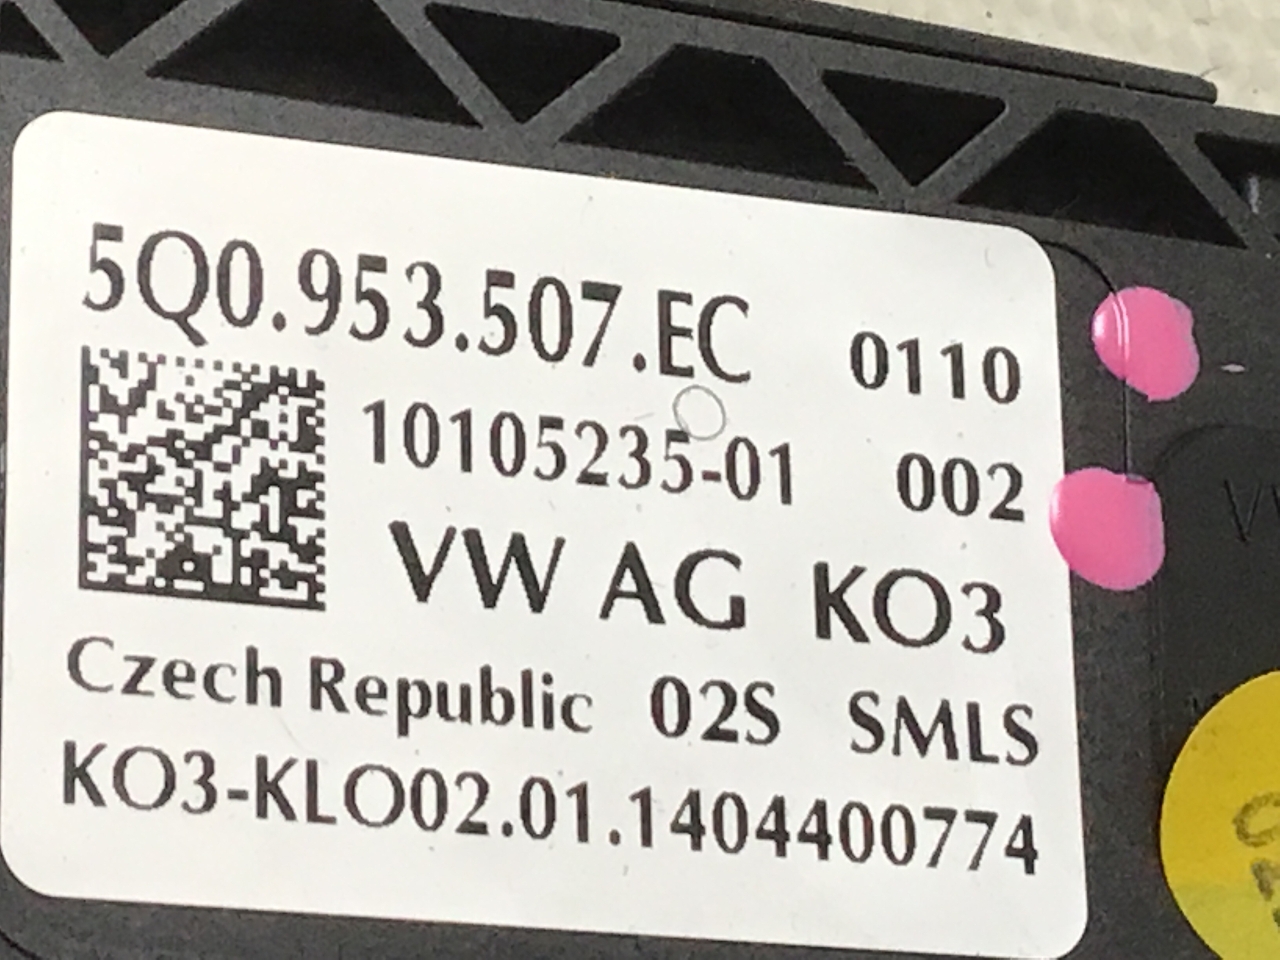 5Q0.953.507.EC 0110
10105235-01 002
VW AG KO3
Czech Republic 02S SMLS
KO3-KLO02.01.1404400774